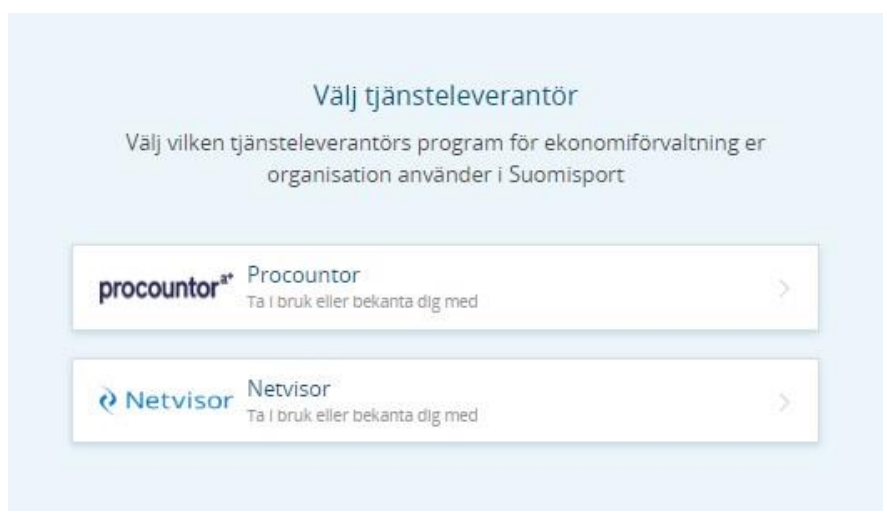 Välj tjänsteleverantör
Välj vilken tjänsteleverantörs program för ekonomiförvaltning er
organisation använder i Suomisport
procountor a+
Procountor
Ta i bruk eller bekanta dig med
Netvisor
Netvisor
Ta i bruk eller bekanta dig med